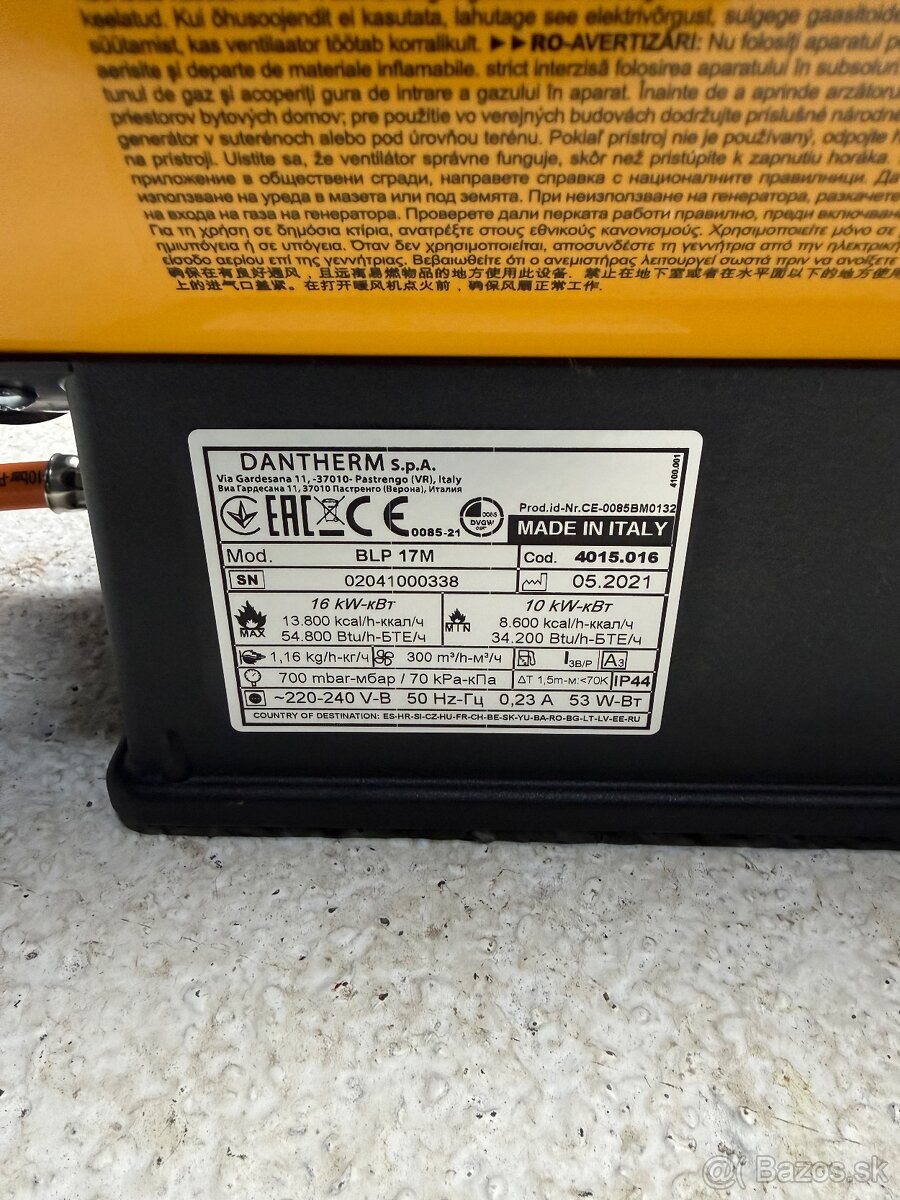 keelatud. Kui õhusoojendit ei kasutata, lahutage see elektrivõrgust, sulgege gaasitoide
süütamist, kas ventilaator töötab korralikult. ►►RO-AVERTIZĂRI: Nu folosiţi aparatul
aerisite şi departe de materiale inflamabile. strict interzisă folosirea aparatului în subsoluri
tunul de gaz şi acoperiţi gura de intrare a gazului în aparat. Înainte de a aprinde arzătorul
priestorov bytových domov; pre použitie vo verejných budovách dodržujte príslušné národné
generátor v suterénoch alebo pod úrovňou terénu. Pokiaľ prístroj nie je používaný, odpojte
na prístroji. Uistite sa, že ventilátor správne funguje, skôr než pristúpite k zapnutiu horáka.
приложение в обществени сгради, направете справка с националните правилници. Да
използване на уреда в мазета или под земята. При неизползване на генератора, разкачете
на входа на газа на генератора. Проверете дали перката работи правилно, преди включване
Για τη χρήση σε δημόσια κτίρια, ανατρέξτε στους εθνικούς κανονισμούς. Χρησιμοποιείτε μόνο σε
ημιυπόγεια ή σε υπόγεια. Όταν δεν χρησιμοποιείται, αποσυνδέστε τη γεννήτρια από την ηλεκτρική
είσοδο αερίου επί της γεννήτριας. Βεβαιωθείτε ότι ο ανεμιστήρας λειτουργεί σωστά πριν να ανοίξετε
确保在有良好通风，且远离易燃物品的地方使用此设备. 禁止在地下室或者在水平面以下的地方使用
上的进气口盖紧. 在打开暖风机点火前，确保风扇正常工作.
10bar
DANTHERM S.p.A.
Via Gardesana 11, -37010- Pastrengo (VR), Italy
Виа Гардесана 11, 37010 Пастренго (Верона), Италия
4100.001
EAC CE 0085-21 0085 DVGW CERT
Prod.id-Nr.CE-0085BM0132
MADE IN ITALY
Mod. BLP 17M Cod. 4015.016
SN 02041000338 05.2021
MAX 16 kW-кВт MIN 10 kW-кВт
13.800 kcal/h-ккал/ч 8.600 kcal/h-ккал/ч
54.800 Btu/h-БТЕ/ч 34.200 Btu/h-БТЕ/ч
1,16 kg/h-кг/ч 300 m³/h-м³/ч I3B/P A3
700 mbar-мбар / 70 kPa-кПа ΔT 1,5m-м:<70K IP44
~220-240 V-В 50 Hz-Гц 0,23 A 53 W-Вт
COUNTRY OF DESTINATION: ES-HR-SI-CZ-HU-FR-CH-BE-SK-YU-BA-RO-BG-LT-LV-EE-RU
@Bazos.sk